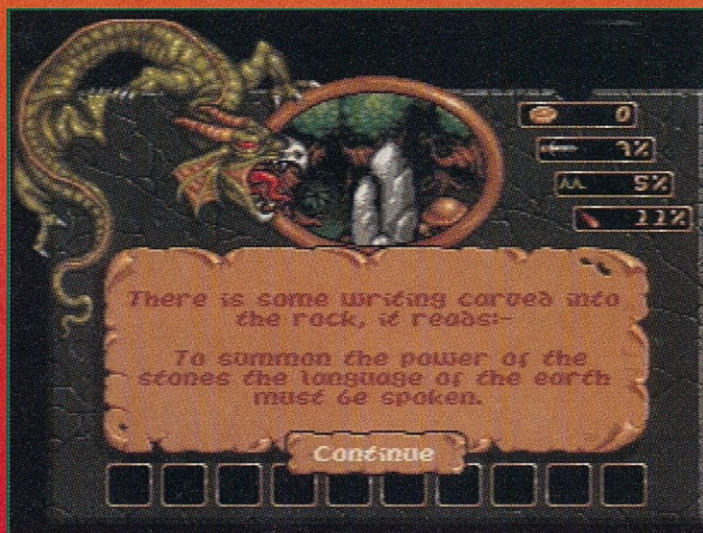 0
7%
5%
11%
There is some writing carved into
the rock, it reads:-
To summon the power of the
stones the language of the earth
must be spoken.
Continue